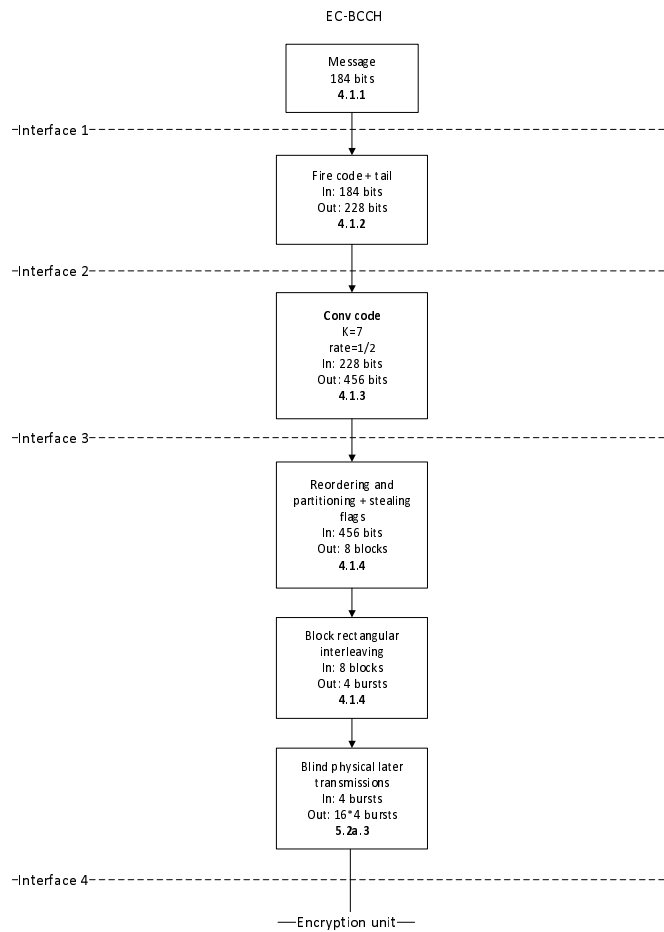 EC-BCCH
Message
184 bits
4.1.1
Interface 1
Fire code + tail
In: 184 bits
Out: 228 bits
4.1.2
Interface 2
Conv code
K=7
rate=1/2
In: 228 bits
Out: 456 bits
4.1.3
Interface 3
Reordering and
partitioning + stealing
flags
In: 456 bits
Out: 8 blocks
4.1.4
Block rectangular
interleaving
In: 8 blocks
Out: 4 bursts
4.1.4
Blind physical later
transmissions
In: 4 bursts
Out: 16*4 bursts
5.2a.3
Interface 4
Encryption unit